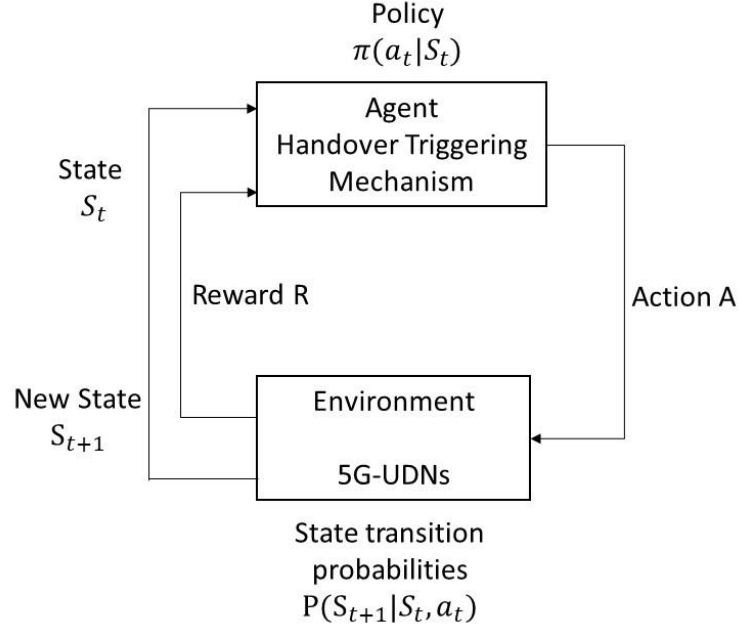 Policy
π(a_t|S_t)
Agent
Handover Triggering
Mechanism
State
S_t
Reward R
Action A
New State
S_{t+1}
Environment
5G-UDNs
State transition
probabilities
P(S_{t+1}|S_t, a_t)